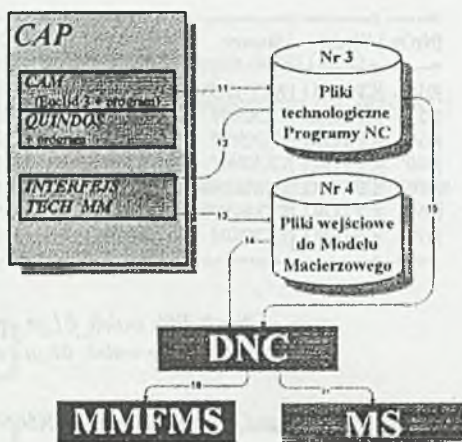 CAP
CAM
(Euclid 3 + program)
QUINDOS
+ program
INTERFEJS
TECH MM
Nr 3
Pliki
technologiczne
Programy NC
Nr 4
Pliki wejściowe
do Modelu
Macierzowego
11
12
13
14
DNC
MMFMS
MS